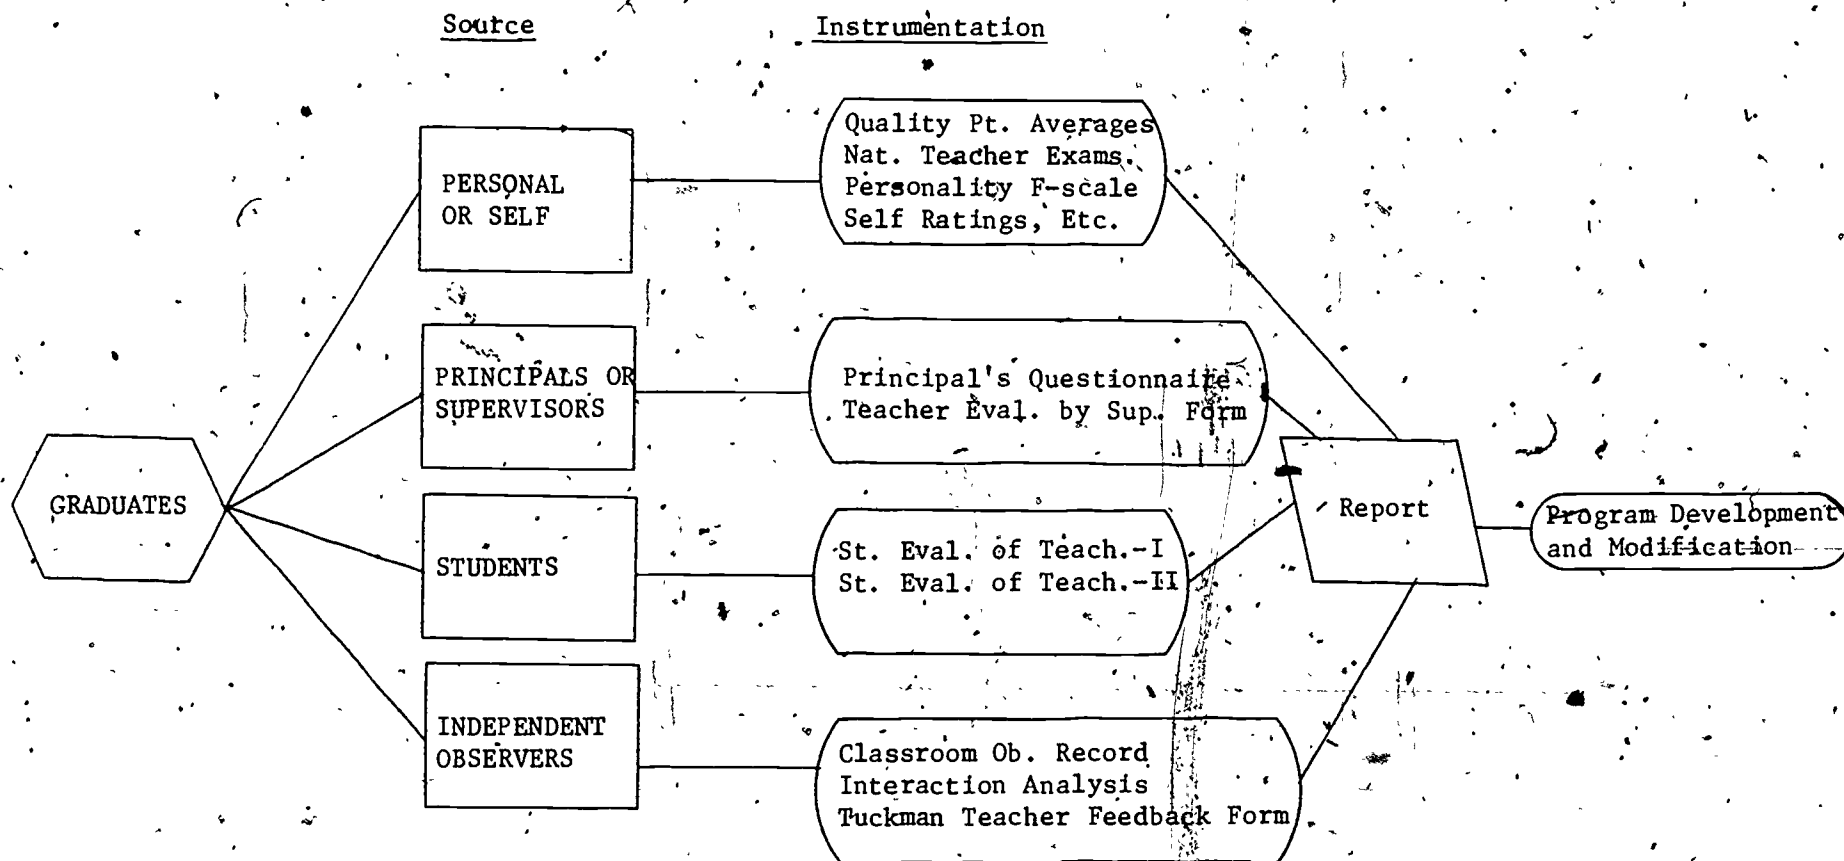 Source
Instrumentation
PERSONAL
OR SELF
Quality Pt. Averages
Nat. Teacher Exams.
Personality F-scale
Self Ratings, Etc.
PRINCIPALS OR
SUPERVISORS
Principal's Questionnaire
Teacher Eval. by Sup. Form
GRADUATES
STUDENTS
St. Eval. of Teach.-I
St. Eval. of Teach.-II
Report
Program Development
and Modification
INDEPENDENT
OBSERVERS
Classroom Ob. Record
Interaction Analysis
Tuckman Teacher Feedback Form